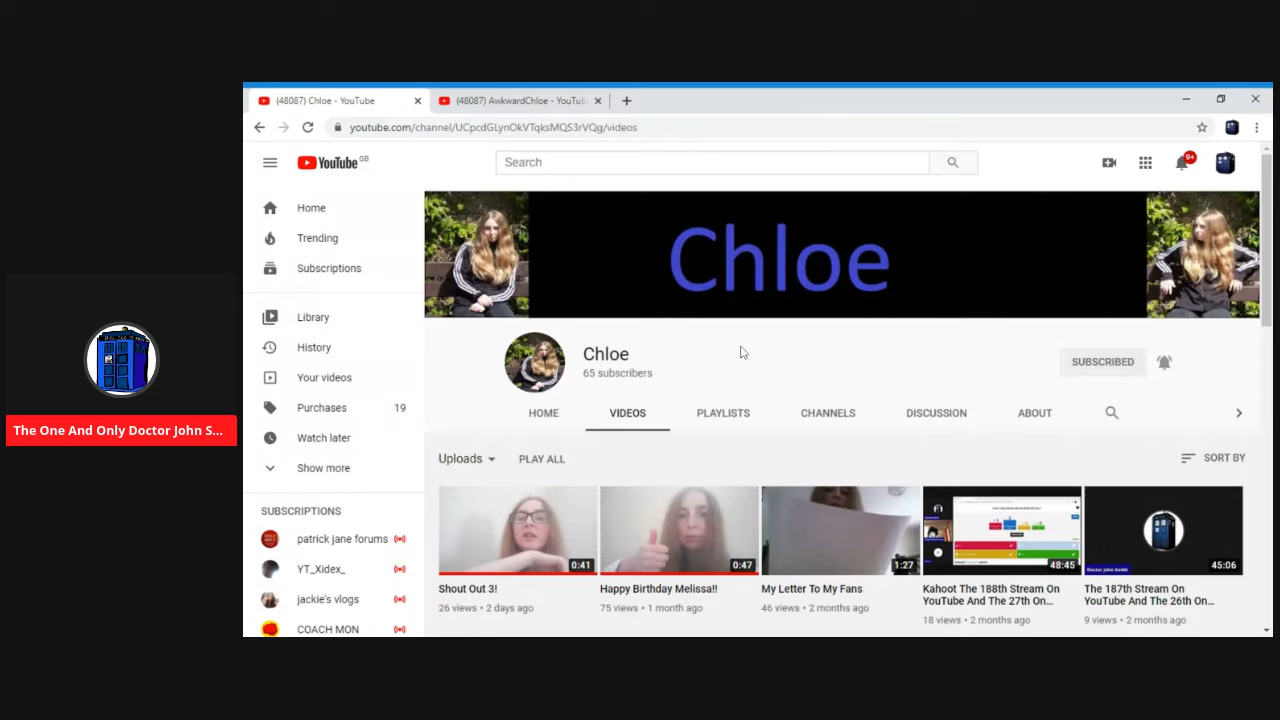 (48087) Chloe - YouTube
(48087) AwkwardChloe - YouTub
youtube.com/channel/UCpcdGLynOkVTqksMQS3rVQg/videos
YouTube GB
Search
9+
Home
Trending
Subscriptions
Library
History
Your videos
Purchases 19
Watch later
Show more
SUBSCRIPTIONS
patrick jane forums
YT_Xidex_
jackie's vlogs
COACH MON
Chloe
Chloe
65 subscribers
SUBSCRIBED
HOME VIDEOS PLAYLISTS CHANNELS DISCUSSION ABOUT
Uploads PLAY ALL SORT BY
0:41
Shout Out 3!
26 views • 2 days ago
0:47
Happy Birthday Melissa!!
75 views • 1 month ago
1:27
My Letter To My Fans
46 views • 2 months ago
48:45
Kahoot The 188th Stream On
YouTube And The 27th On...
18 views • 2 months ago
Doctor John Smith
45:06
The 187th Stream On
YouTube And The 26th On...
9 views • 2 months ago
The One And Only Doctor John S...